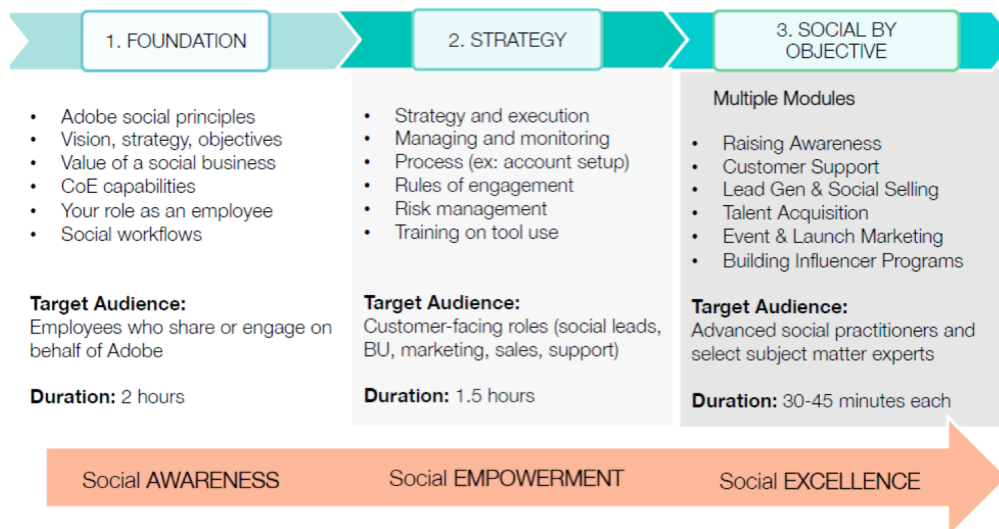 1. FOUNDATION
• Adobe social principles
• Vision, strategy, objectives
• Value of a social business
• CoE capabilities
• Your role as an employee
• Social workflows
Target Audience:
Employees who share or engage on
behalf of Adobe
Duration: 2 hours
2. STRATEGY
• Strategy and execution
• Managing and monitoring
• Process (ex: account setup)
• Rules of engagement
• Risk management
• Training on tool use
Target Audience:
Customer-facing roles (social leads,
BU, marketing, sales, support)
Duration: 1.5 hours
3. SOCIAL BY
OBJECTIVE
Multiple Modules
• Raising Awareness
• Customer Support
• Lead Gen & Social Selling
• Talent Acquisition
• Event & Launch Marketing
• Building Influencer Programs
Target Audience:
Advanced social practitioners and
select subject matter experts
Duration: 30-45 minutes each
Social AWARENESS
Social EMPOWERMENT
Social EXCELLENCE